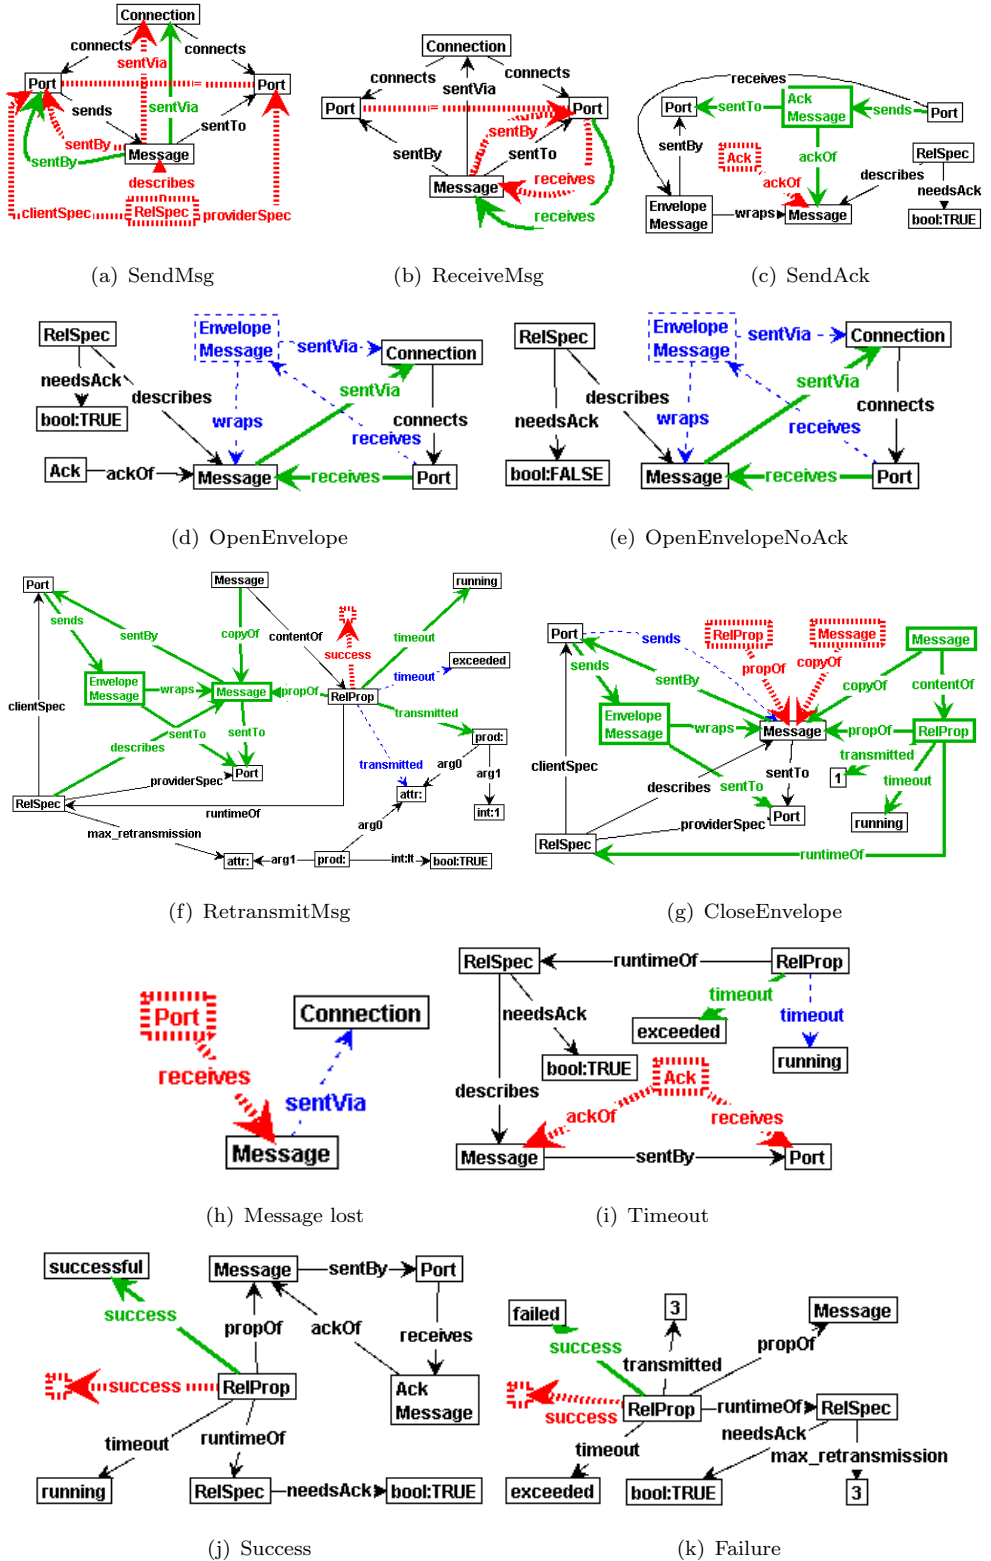 Connection
connects
connects
sentVia
Port
=
Port
sends
sentVia
sentTo
sentBy
sentBy
Message
describes
clientSpec
RelSpec
providerSpec
(a) SendMsg
Connection
connects
connects
sentVia
Port
=
Port
sentBy
sentBy
sentTo
Message
receives
receives
(b) ReceiveMsg
receives
Port
sentTo
Ack
Message
sends
Port
sentBy
Ack
ackOf
RelSpec
ackOf
describes
needsAck
Envelope
Message
wraps
Message
bool:TRUE
(c) SendAck
RelSpec
Envelope
Message
sentVia
Connection
needsAck
sentVia
bool:TRUE
describes
wraps
connects
receives
Ack
ackOf
Message
receives
Port
(d) OpenEnvelope
RelSpec
Envelope
Message
sentVia
Connection
sentVia
describes
needsAck
wraps
connects
receives
bool:FALSE
Message
receives
Port
(e) OpenEnvelopeNoAck
Port
Message
running
sends
sentBy
copyOf
contentOf
success
timeout
exceeded
timeout
Envelope
Message
wraps
Message
propOf
RelProp
clientSpec
transmitted
describes
sentTo
sentTo
prod:
Port
transmitted
arg0
arg1
RelSpec
providerSpec
attr:
int:1
runtimeOf
max_retransmission
arg0
attr:
arg1
prod:
int:lt
bool:TRUE
(f) RetransmitMsg
Port
sends
RelProp
Message
Message
sends
propOf
copyOf
sentBy
copyOf
contentOf
Envelope
Message
wraps
Message
propOf
RelProp
clientSpec
transmitted
describes
sentTo
sentTo
1
timeout
providerSpec
Port
running
RelSpec
runtimeOf
(g) CloseEnvelope
Port
Connection
receives
sentVia
Message
(h) Message lost
RelSpec
runtimeOf
RelProp
timeout
needsAck
timeout
exceeded
bool:TRUE
running
Ack
describes
ackOf
receives
Message
sentBy
Port
(i) Timeout
successful
Message
sentBy
Port
success
propOf
ackOf
receives
success
RelProp
Ack
Message
timeout
runtimeOf
running
RelSpec
needsAck
bool:TRUE
(j) Success
failed
3
Message
success
transmitted
propOf
success
RelProp
runtimeOf
RelSpec
needsAck
timeout
max_retransmission
exceeded
bool:TRUE
3
(k) Failure